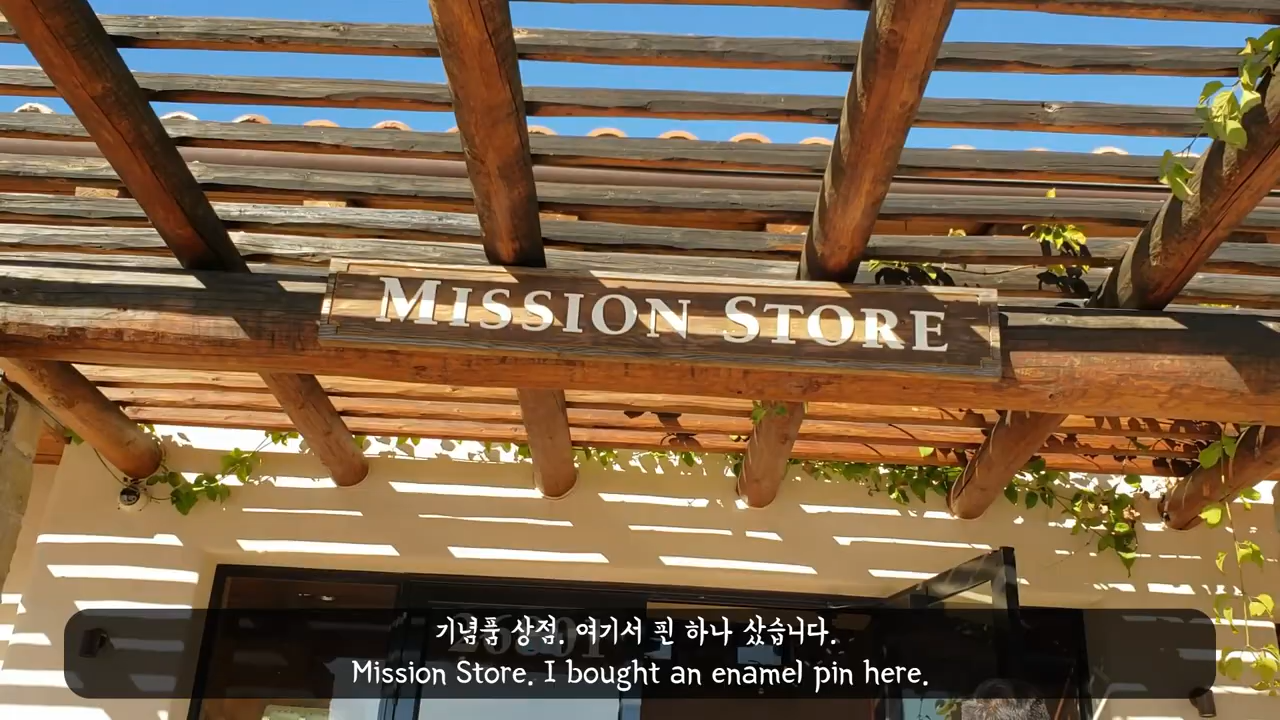 MISSION STORE
기념품 상점. 여기서 핀 하나 샀습니다.
Mission Store. I bought an enamel pin here.